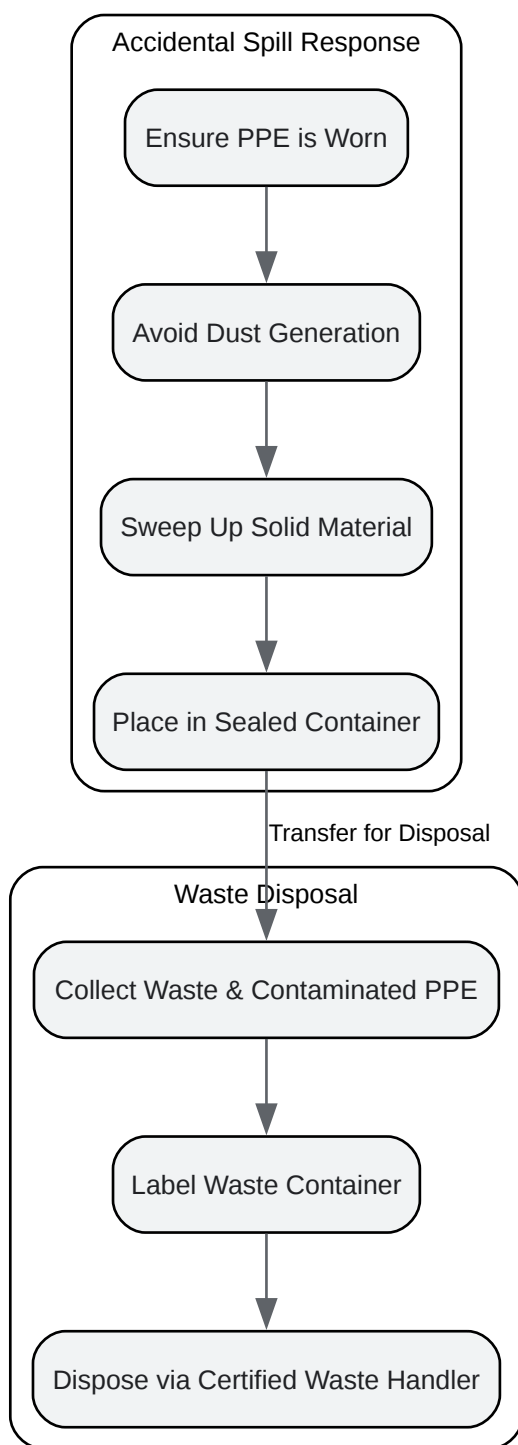 Accidental Spill Response
Ensure PPE is Worn
Avoid Dust Generation
Sweep Up Solid Material
Place in Sealed Container
Transfer for Disposal
Waste Disposal
Collect Waste & Contaminated PPE
Label Waste Container
Dispose via Certified Waste Handler